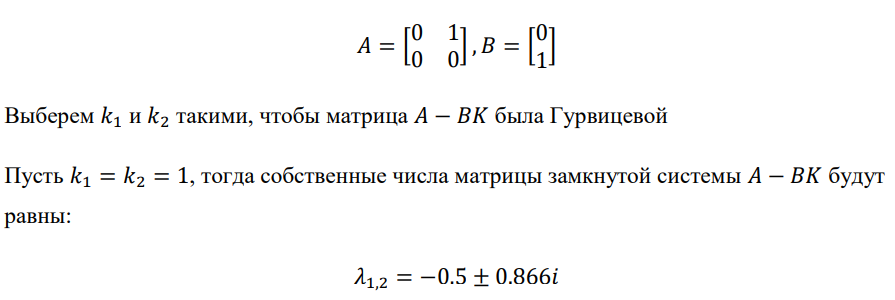 A = [0 1
0 0], B = [0
1]
Выберем k₁ и k₂ такими, чтобы матрица A − BK была Гурвицевой
Пусть k₁ = k₂ = 1, тогда собственные числа матрицы замкнутой системы A − BK будут
равны:
λ₁,₂ = −0.5 ± 0.866i